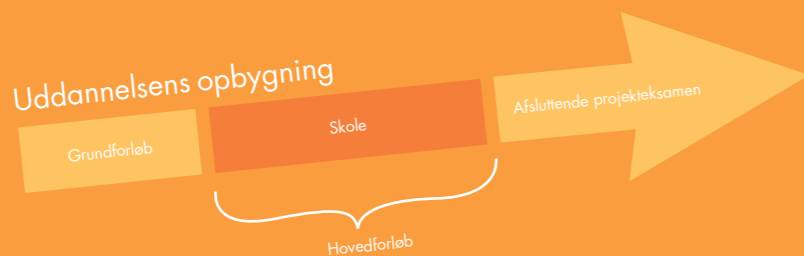 Uddannelsens opbygning
Grundforløb
Skole
Afsluttende projekteksamen
Hovedforløb